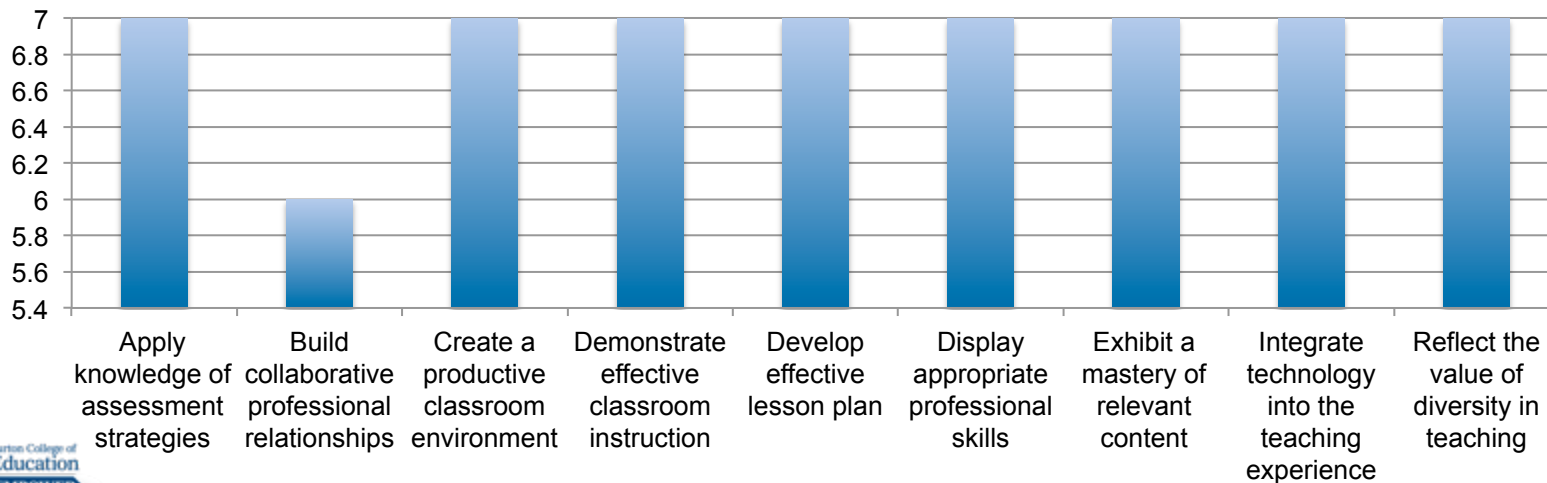 7
6.8
6.6
6.4
6.2
6
5.8
5.6
5.4
Apply
knowledge of
assessment
strategies
Build
collaborative
professional
relationships
Create a
productive
classroom
environment
Demonstrate
effective
classroom
instruction
Develop
effective
lesson plan
Display
appropriate
professional
skills
Exhibit a
mastery of
relevant
content
Integrate
technology
into the
teaching
experience
Reflect the
value of
diversity in
teaching
College of
Education